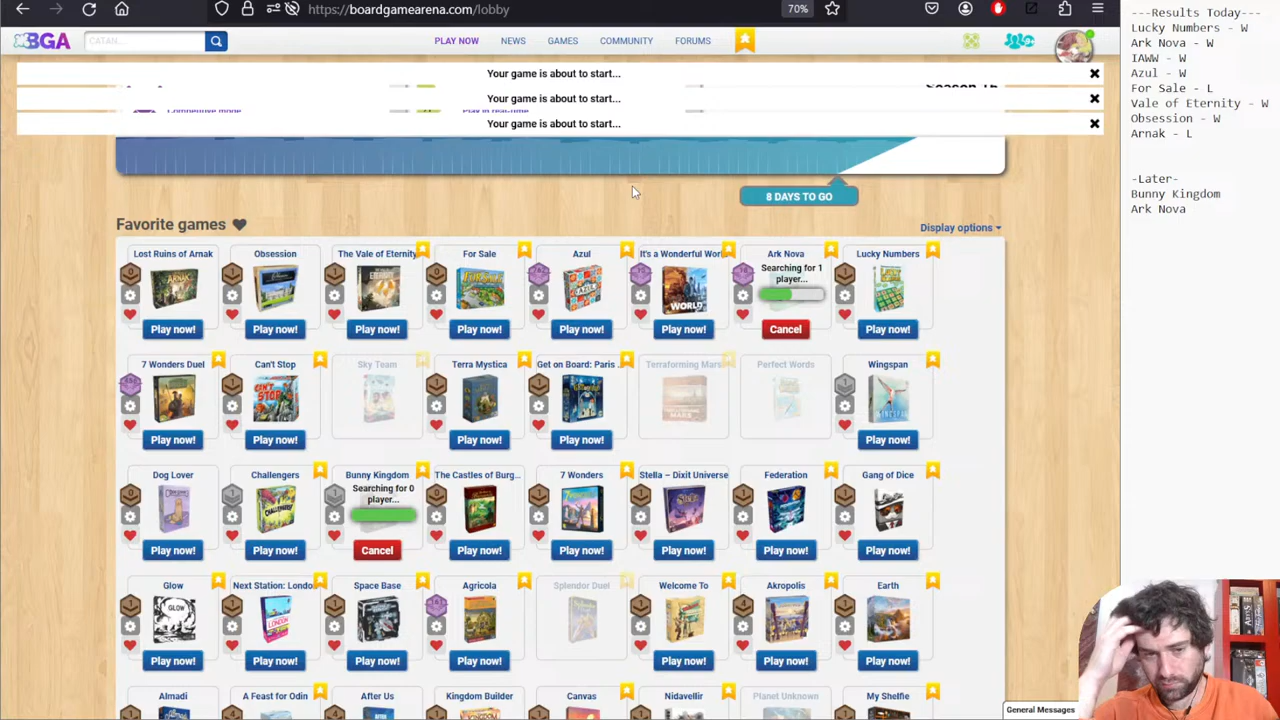 https://boardgamearena.com/lobby
70%
BGA
CATAN...
PLAY NOW
NEWS
GAMES
COMMUNITY
FORUMS
Your game is about to start...
Your game is about to start...
Your game is about to start...
8 DAYS TO GO
Favorite games
Display options
Lost Ruins of Arnak
Obsession
The Vale of Eternity
For Sale
Azul
It's a Wonderful Worl
Ark Nova
Lucky Numbers
Searching for 1
player...
Play now!
Play now!
Play now!
Play now!
Play now!
Play now!
Cancel
Play now!
7 Wonders Duel
Can't Stop
Sky Team
Terra Mystica
Get on Board: Paris ...
Terraforming Mars
Perfect Words
Wingspan
Play now!
Play now!
Play now!
Play now!
Play now!
Dog Lover
Challengers
Bunny Kingdom
The Castles of Burg...
7 Wonders
Stella – Dixit Universe
Federation
Gang of Dice
Searching for 0
player...
Play now!
Play now!
Cancel
Play now!
Play now!
Play now!
Play now!
Play now!
Glow
Next Station: Londo
Space Base
Agricola
Splendor Duel
Welcome To
Akropolis
Earth
Play now!
Play now!
Play now!
Play now!
Play now!
Play now!
Play now!
Almadi
A Feast for Odin
After Us
Kingdom Builder
Canvas
Nidavellir
Planet Unknown
My Shelfie
General Messages
---Results Today---
Lucky Numbers - W
Ark Nova - W
IAWW - W
Azul - W
For Sale - L
Vale of Eternity - W
Obsession - W
Arnak - L
-Later-
Bunny Kingdom
Ark Nova